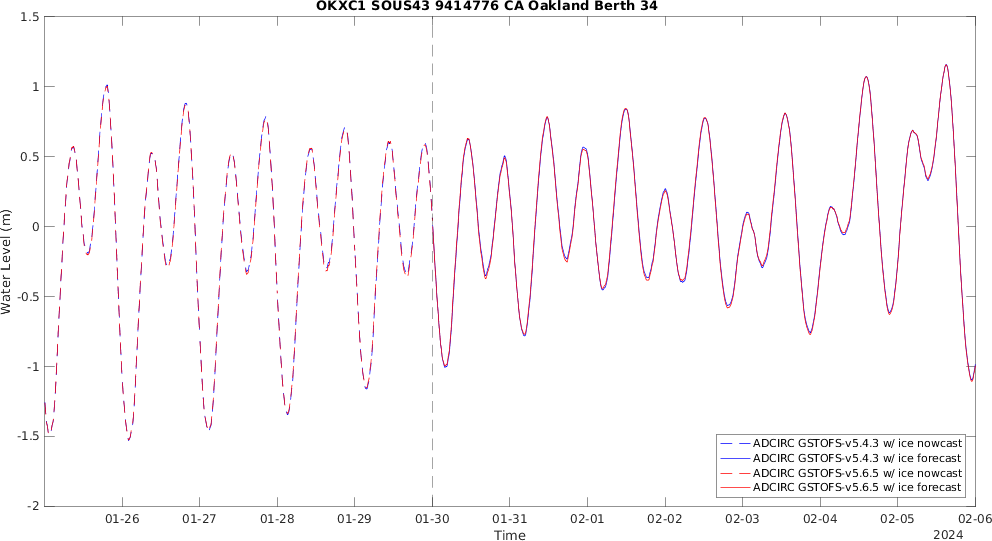 OKXC1 SOUS43 9414776 CA Oakland Berth 34
1.5
1
0.5
0
-0.5
-1
-1.5
-2
Water Level (m)
ADCIRC GSTOFS-v5.4.3 w/ ice nowcast
ADCIRC GSTOFS-v5.4.3 w/ ice forecast
ADCIRC GSTOFS-v5.6.5 w/ ice nowcast
ADCIRC GSTOFS-v5.6.5 w/ ice forecast
01-26 01-27 01-28 01-29 01-30 01-31 02-01 02-02 02-03 02-04 02-05 02-06
Time
2024